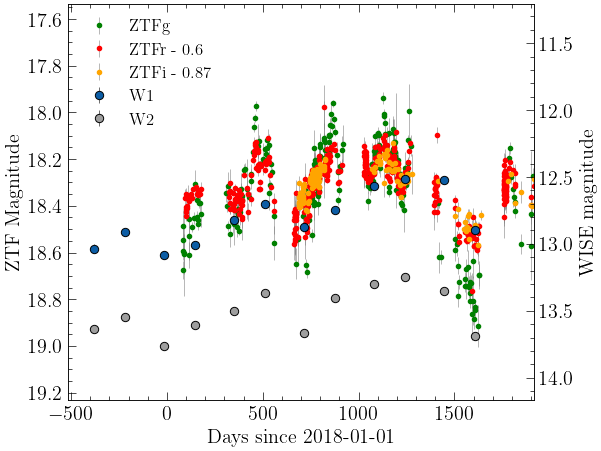 ZTFg
ZTFr - 0.6
ZTFi - 0.87
W1
W2
17.6
17.8
18.0
18.2
18.4
18.6
18.8
19.0
19.2
ZTF Magnitude
11.5
12.0
12.5
13.0
13.5
14.0
WISE magnitude
−500 0 500 1000 1500
Days since 2018-01-01